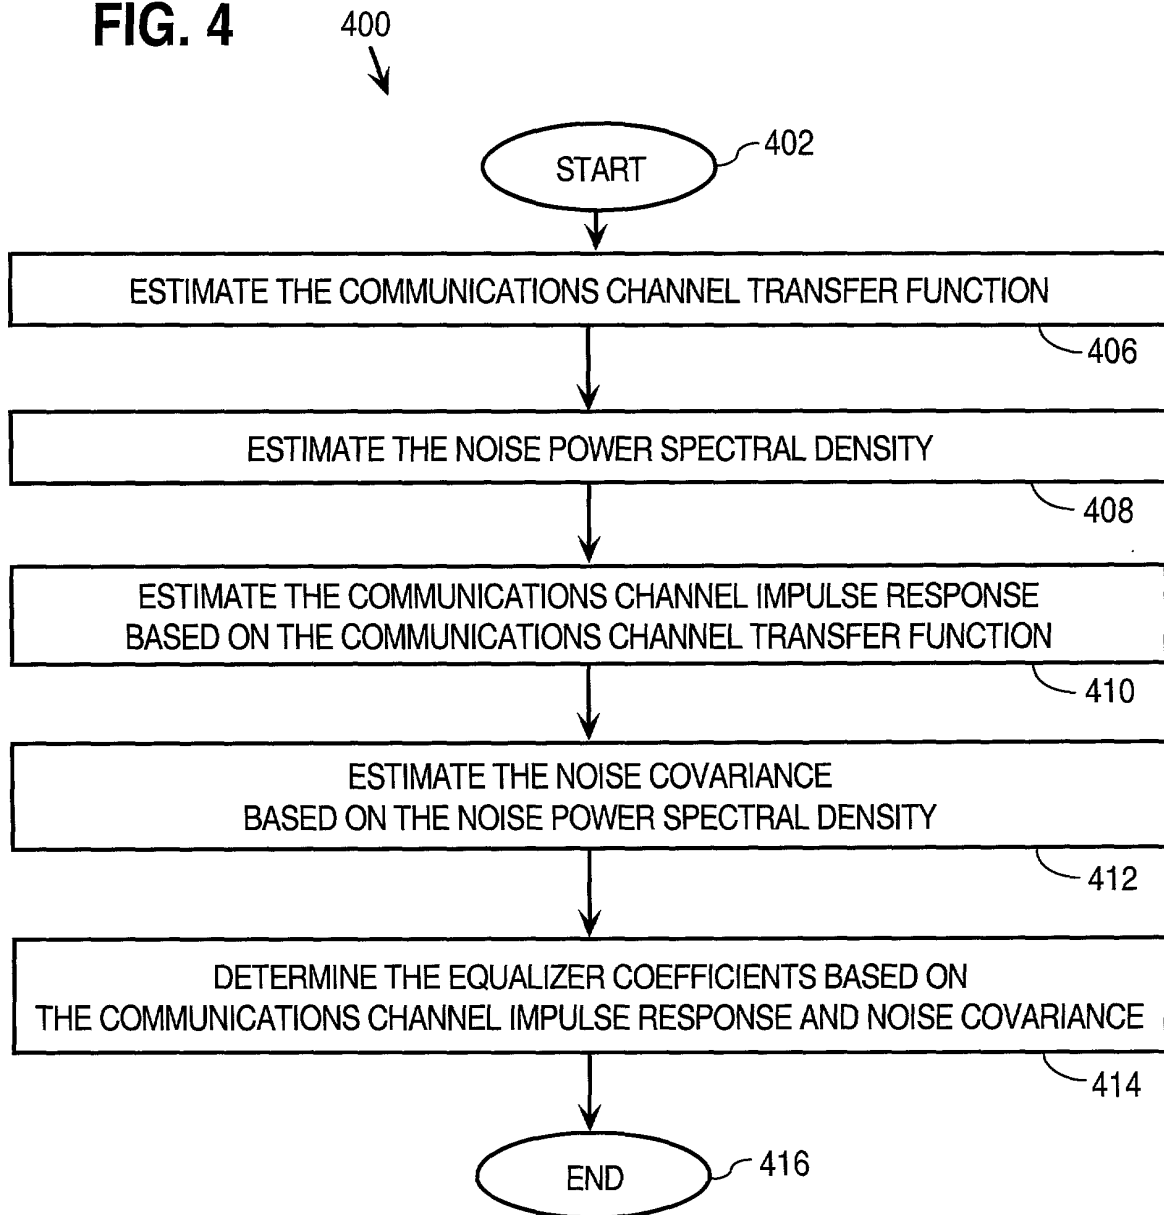 FIG. 4
400
START
402
ESTIMATE THE COMMUNICATIONS CHANNEL TRANSFER FUNCTION
406
ESTIMATE THE NOISE POWER SPECTRAL DENSITY
408
ESTIMATE THE COMMUNICATIONS CHANNEL IMPULSE RESPONSE
BASED ON THE COMMUNICATIONS CHANNEL TRANSFER FUNCTION
410
ESTIMATE THE NOISE COVARIANCE
BASED ON THE NOISE POWER SPECTRAL DENSITY
412
DETERMINE THE EQUALIZER COEFFICIENTS BASED ON
THE COMMUNICATIONS CHANNEL IMPULSE RESPONSE AND NOISE COVARIANCE
414
END
416